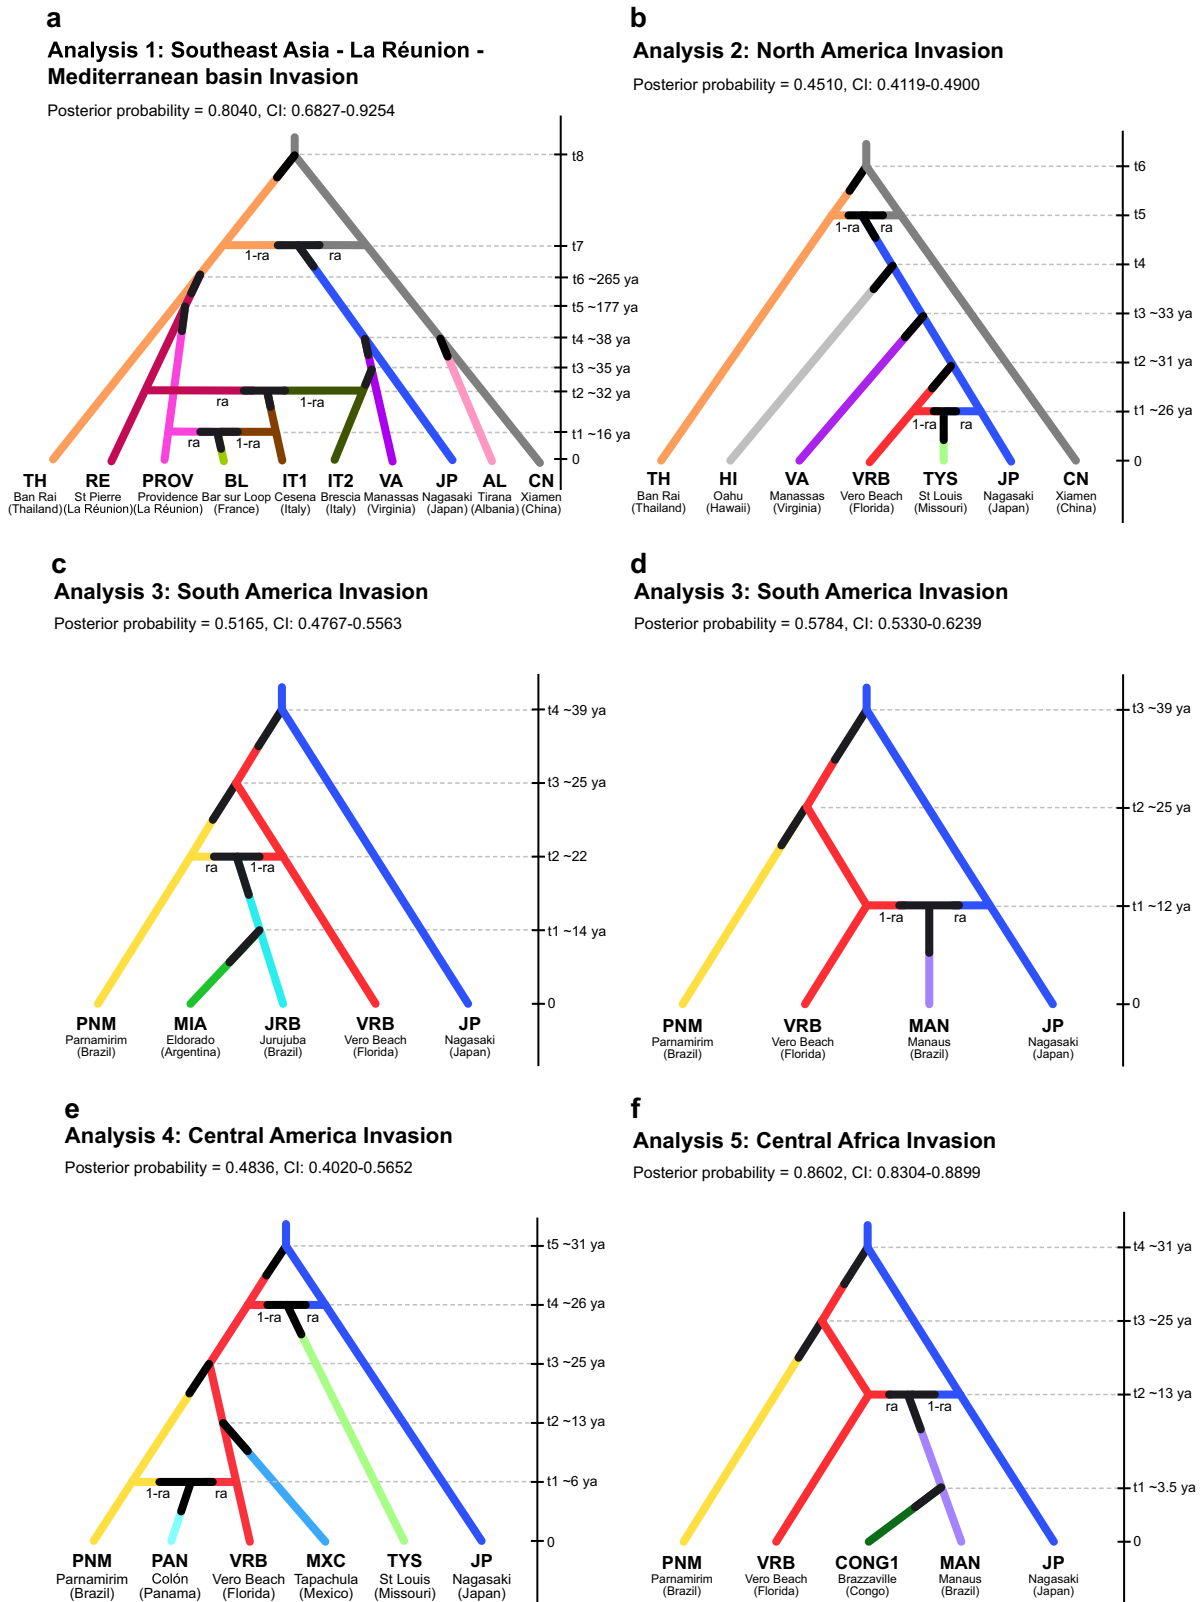 a
Analysis 1: Southeast Asia - La Réunion -
Mediterranean basin Invasion
Posterior probability = 0.8040, CI: 0.6827-0.9254
t8
t7
1-ra
ra
t6 ~265 ya
t5 ~177 ya
t4 ~38 ya
t3 ~35 ya
t2 ~32 ya
ra
1-ra
t1 ~16 ya
ra
1-ra
0
TH RE PROV BL IT1 IT2 VA JP AL CN
Ban Rai St Pierre Providence Bar sur Loop Cesena Brescia Manassas Nagasaki Tirana Xiamen
(Thailand) (La Réunion) (La Réunion) (France) (Italy) (Italy) (Virginia) (Japan) (Albania) (China)
b
Analysis 2: North America Invasion
Posterior probability = 0.4510, CI: 0.4119-0.4900
t6
t5
1-ra
ra
t4
t3 ~33 ya
t2 ~31 ya
t1 ~26 ya
1-ra
ra
0
TH HI VA VRB TYS JP CN
Ban Rai Oahu Manassas Vero Beach St Louis Nagasaki Xiamen
(Thailand) (Hawaii) (Virginia) (Florida) (Missouri) (Japan) (China)
c
Analysis 3: South America Invasion
Posterior probability = 0.5165, CI: 0.4767-0.5563
t4 ~39 ya
t3 ~25 ya
t2 ~22
ra
1-ra
t1 ~14 ya
0
PNM MIA JRB VRB JP
Parnamirim Eldorado Jurujuba Vero Beach Nagasaki
(Brazil) (Argentina) (Brazil) (Florida) (Japan)
d
Analysis 3: South America Invasion
Posterior probability = 0.5784, CI: 0.5330-0.6239
t3 ~39 ya
t2 ~25 ya
t1 ~12 ya
1-ra
ra
0
PNM VRB MAN JP
Parnamirim Vero Beach Manaus Nagasaki
(Brazil) (Florida) (Brazil) (Japan)
e
Analysis 4: Central America Invasion
Posterior probability = 0.4836, CI: 0.4020-0.5652
t5 ~31 ya
t4 ~26 ya
1-ra
ra
t3 ~25 ya
t2 ~13 ya
t1 ~6 ya
1-ra
ra
0
PNM PAN VRB MXC TYS JP
Parnamirim Colón Vero Beach Tapachula St Louis Nagasaki
(Brazil) (Panama) (Florida) (Mexico) (Missouri) (Japan)
f
Analysis 5: Central Africa Invasion
Posterior probability = 0.8602, CI: 0.8304-0.8899
t4 ~31 ya
t3 ~25 ya
t2 ~13 ya
ra
1-ra
t1 ~3.5 ya
0
PNM VRB CONG1 MAN JP
Parnamirim Vero Beach Brazzaville Manaus Nagasaki
(Brazil) (Florida) (Congo) (Brazil) (Japan)